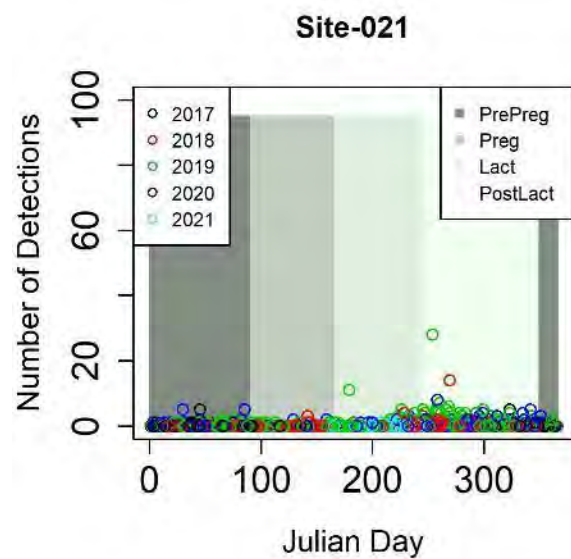 Site-021
2017
2018
2019
2020
2021
PrePreg
Preg
Lact
PostLact
Number of Detections
100
60
20
0
0
100
200
300
Julian Day